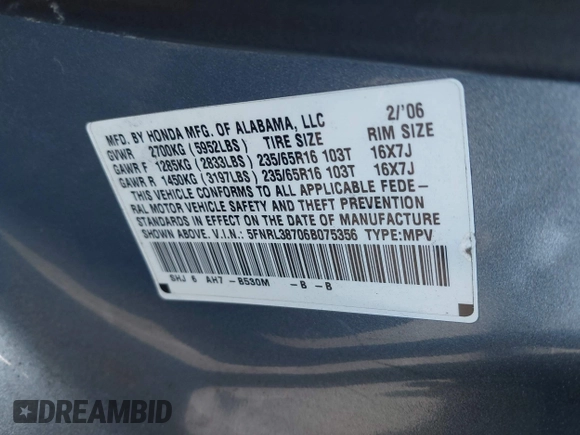 MFD. BY HONDA MFG. OF ALABAMA, LLC 2/'06
GVWR 2700KG (5952LBS) TIRE SIZE RIM SIZE
GAWR F 1285KG (2833LBS) 235/65R16 103T 16X7J
GAWR R 1450KG (3197LBS) 235/65R16 103T 16X7J
THIS VEHICLE CONFORMS TO ALL APPLICABLE FEDE-
RAL MOTOR VEHICLE SAFETY AND THEFT PREVENTION
STANDARDS IN EFFECT ON THE DATE OF MANUFACTURE
SHOWN ABOVE. V.I.N.: 5FNRL38706B075356 TYPE:MPV
SHJ 6 AH7 -B530M -B -B
DREAMBID